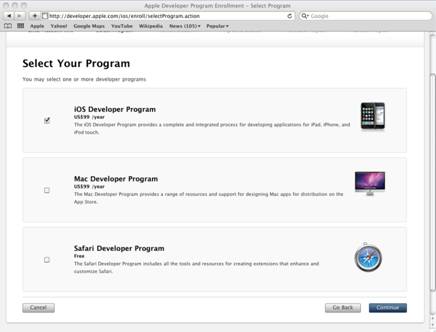 Apple Developer Program Enrollment – Select Program
http://developer.apple.com/ios/enroll/selectProgram.action
Google
Apple Yahoo! Google Maps YouTube Wikipedia News (105) Popular
Select Your Program
You may select one or more developer programs
iOS Developer Program
US$99 /year
The iOS Developer Program provides a complete and integrated process for developing applications for iPad, iPhone, and
iPod touch.
Mac Developer Program
US$99 /year
The Mac Developer Program provides a range of resources and support for designing Mac apps for distribution on the
App Store.
Safari Developer Program
Free
The Safari Developer Program includes all the tools and resources for creating extensions that enhance and
customize Safari.
Cancel Go Back Continue